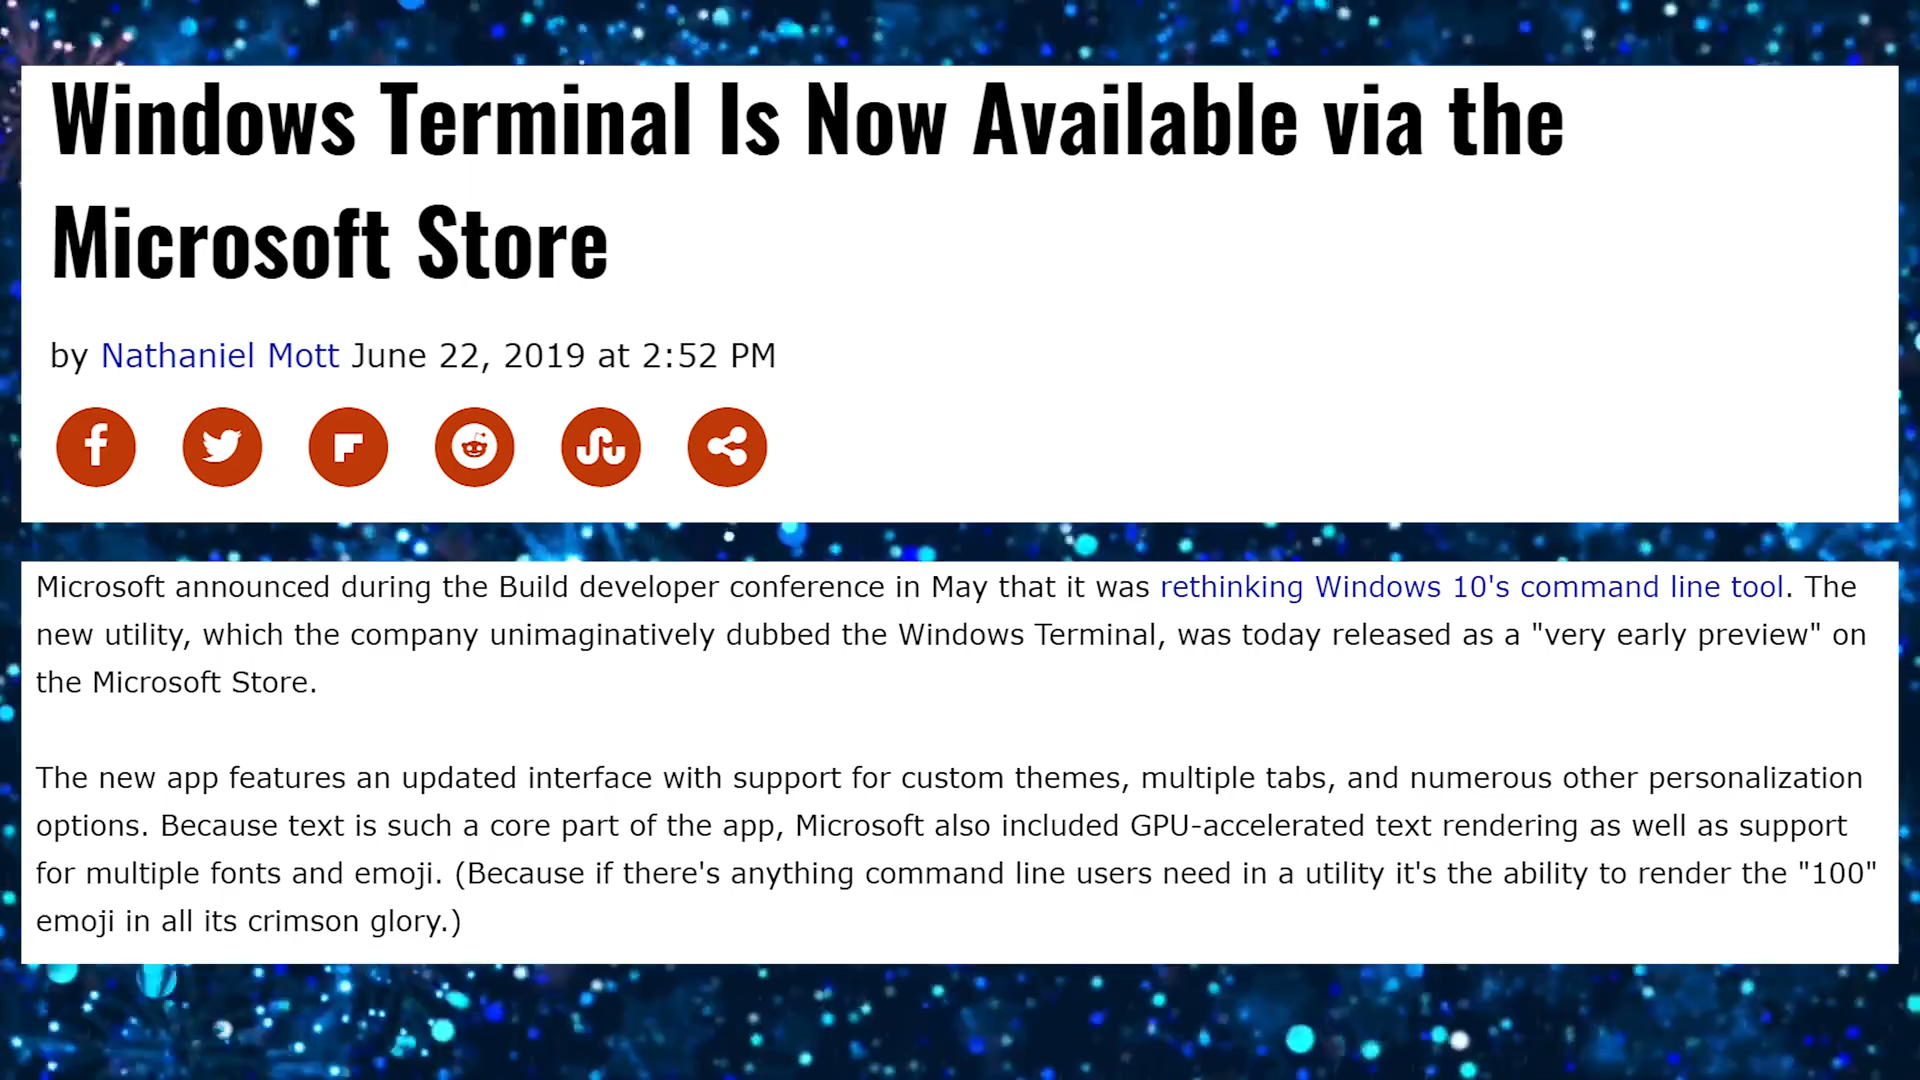 Windows Terminal Is Now Available via the
Microsoft Store
by Nathaniel Mott June 22, 2019 at 2:52 PM
Microsoft announced during the Build developer conference in May that it was rethinking Windows 10's command line tool. The
new utility, which the company unimaginatively dubbed the Windows Terminal, was today released as a "very early preview" on
the Microsoft Store.
The new app features an updated interface with support for custom themes, multiple tabs, and numerous other personalization
options. Because text is such a core part of the app, Microsoft also included GPU-accelerated text rendering as well as support
for multiple fonts and emoji. (Because if there's anything command line users need in a utility it's the ability to render the "100"
emoji in all its crimson glory.)